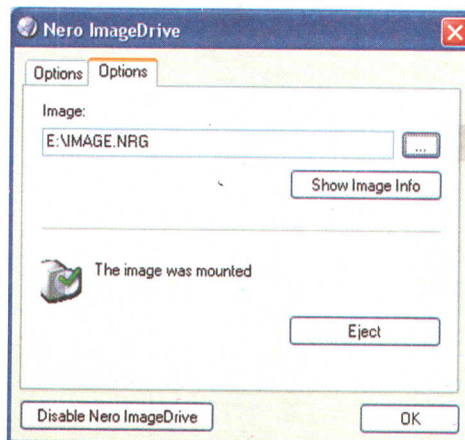 Nero ImageDrive
Options Options
Image:
E:\IMAGE.NRG
...
Show Image Info
The image was mounted
Eject
Disable Nero ImageDrive OK